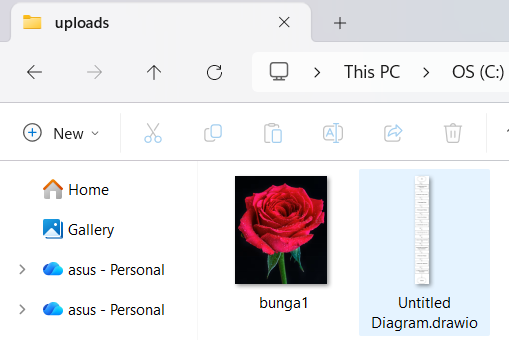 uploads
This PC
OS (C:)
New
Home
Gallery
asus - Personal
asus - Personal
bunga1
Untitled
Diagram.drawio